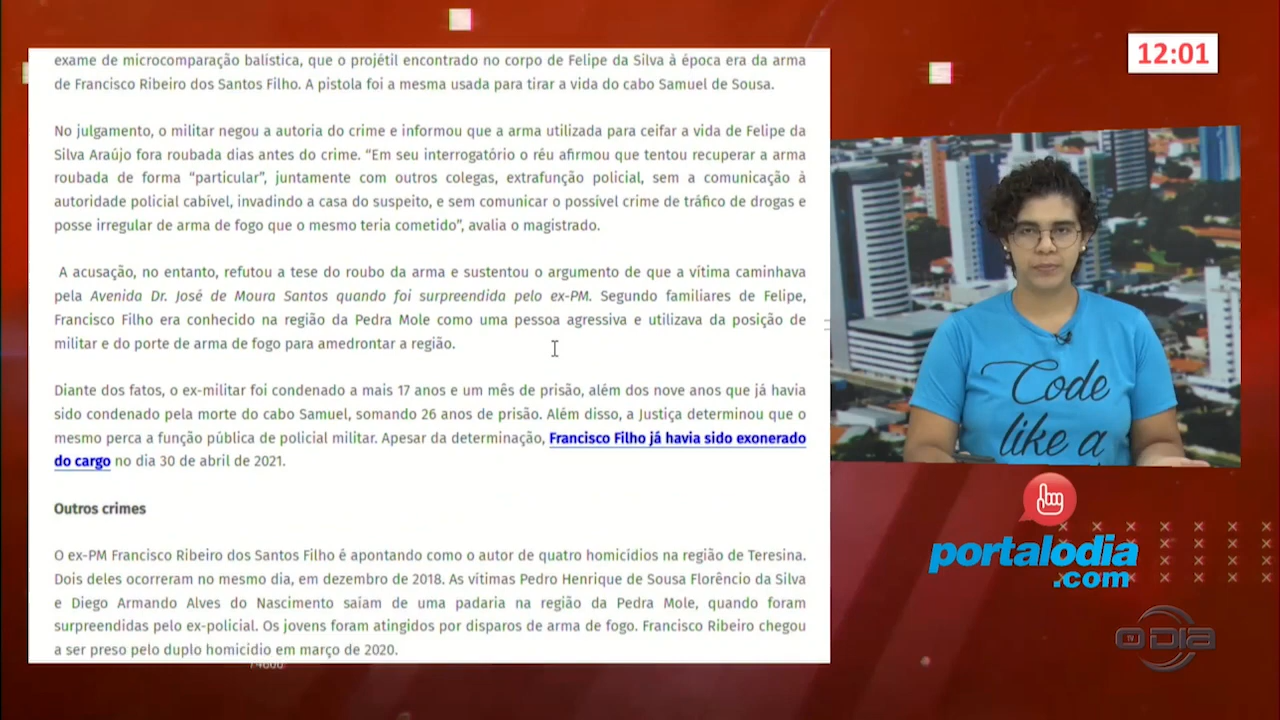 12:01
exame de microcomparação balística, que o projétil encontrado no corpo de Felipe da Silva à época era da arma
de Francisco Ribeiro dos Santos Filho. A pistola foi a mesma usada para tirar a vida do cabo Samuel de Sousa.
No julgamento, o militar negou a autoria do crime e informou que a arma utilizada para ceifar a vida de Felipe da
Silva Araújo fora roubada dias antes do crime. “Em seu interrogatório o réu afirmou que tentou recuperar a arma
roubada de forma “particular”, juntamente com outros colegas, extrafunção policial, sem a comunicação à
autoridade policial cabível, invadindo a casa do suspeito, e sem comunicar o possível crime de tráfico de drogas e
posse irregular de arma de fogo que o mesmo teria cometido”, avalia o magistrado.
A acusação, no entanto, refutou a tese do roubo da arma e sustentou o argumento de que a vítima caminhava
pela Avenida Dr. José de Moura Santos quando foi surpreendida pelo ex-PM. Segundo familiares de Felipe,
Francisco Filho era conhecido na região da Pedra Mole como uma pessoa agressiva e utilizava da posição de
militar e do porte de arma de fogo para amedrontar a região.
Diante dos fatos, o ex-militar foi condenado a mais 17 anos e um mês de prisão, além dos nove anos que já havia
sido condenado pela morte do cabo Samuel, somando 26 anos de prisão. Além disso, a Justiça determinou que o
mesmo perca a função pública de policial militar. Apesar da determinação, Francisco Filho já havia sido exonerado
do cargo no dia 30 de abril de 2021.
Outros crimes
O ex-PM Francisco Ribeiro dos Santos Filho é apontando como o autor de quatro homicídios na região de Teresina.
Dois deles ocorreram no mesmo dia, em dezembro de 2018. As vítimas Pedro Henrique de Sousa Florêncio da Silva
e Diego Armando Alves do Nascimento saiam de uma padaria na região da Pedra Mole, quando foram
surpreendidas pelo ex-policial. Os jovens foram atingidos por disparos de arma de fogo. Francisco Ribeiro chegou
a ser preso pelo duplo homicídio em março de 2020.
Code
like a
portalodia
.com
O DIA
TV